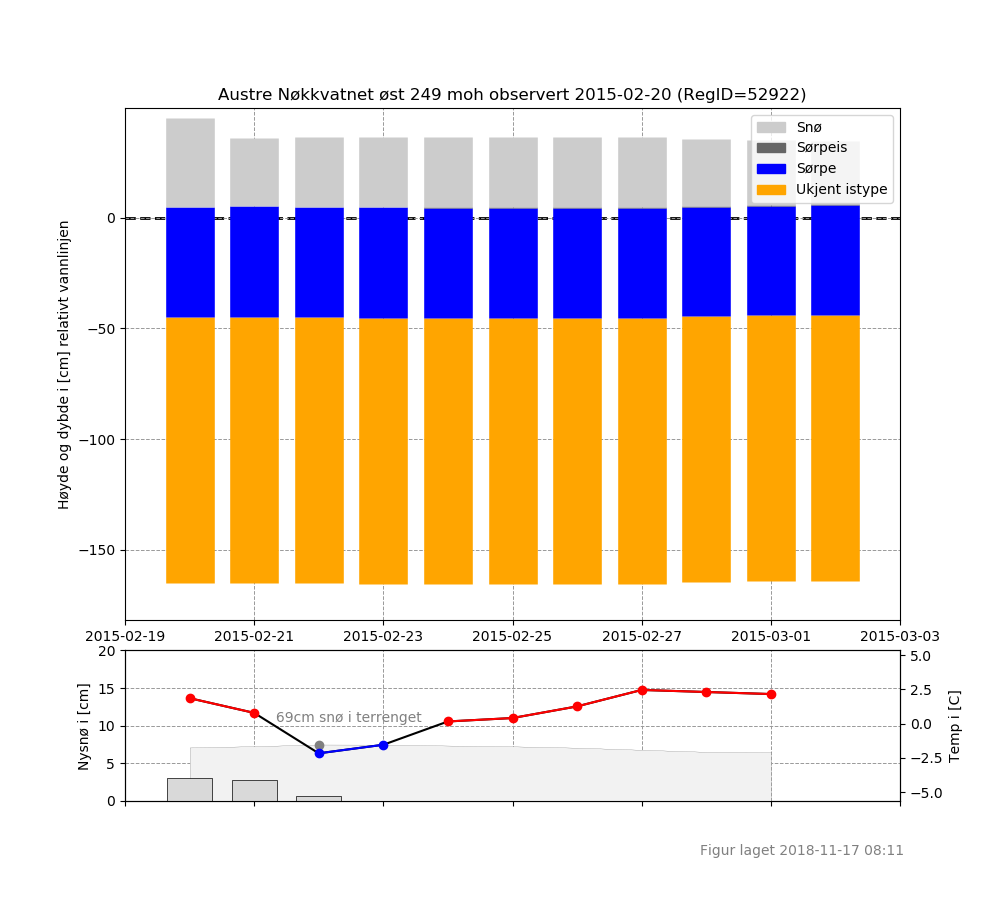 Austre Nøkkvatnet øst 249 moh observert 2015-02-20 (RegID=52922)
Snø
Sørpeis
Sørpe
Ukjent istype
Høyde og dybde i [cm] relativt vannlinjen
0
−50
−100
−150
2015-02-19 2015-02-21 2015-02-23 2015-02-25 2015-02-27 2015-03-01 2015-03-03
Nysnø i [cm]
20
15
10
5
0
69cm snø i terrenget
5.0
2.5
0.0
−2.5
−5.0
Temp i [C]
Figur laget 2018-11-17 08:11